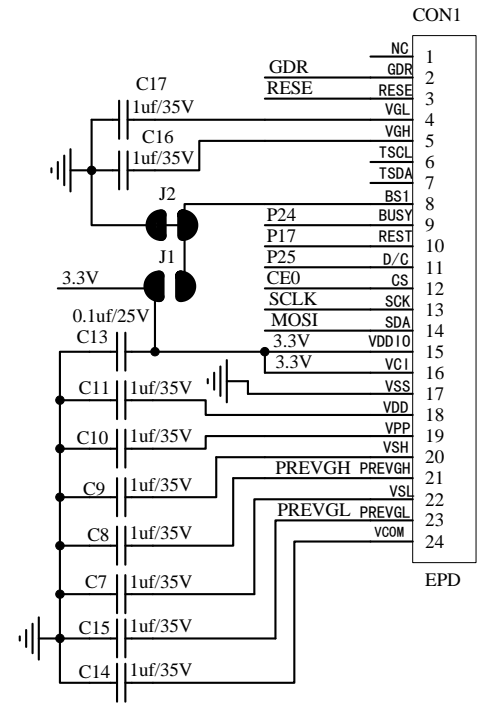 CON1
NC 1
GDR GDR 2
RESE RESE 3
C17
1uf/35V VGL 4
C16 VGH 5
1uf/35V TSCL 6
TSDA 7
J2 BS1 8
P24 BUSY 9
P17 REST 10
J1 P25 D/C 11
3.3V CE0 CS 12
SCLK SCK 13
0.1uf/25V MOSI SDA 14
C13 3.3V VDDIO 15
3.3V VCI 16
C11 1uf/35V VSS 17
VDD 18
C10 1uf/35V VPP 19
VSH 20
C9 1uf/35V PREVGH PREVGH 21
VSL 22
C8 1uf/35V PREVGL PREVGL 23
VCOM 24
C7 1uf/35V EPD
C15 1uf/35V
C14 1uf/35V